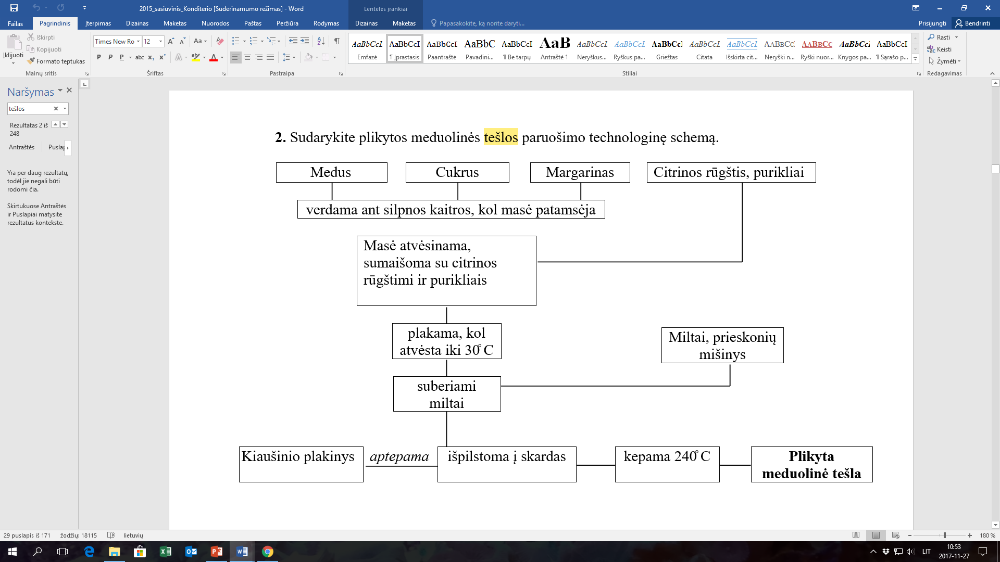 2015_sasiuvinis_Konditerio [Suderinamumo režimas] - Word
Lentelės įrankiai
Failas Pagrindinis Įterpimas Dizainas Maketas Nuorodos Paštas Peržiūra Rodymas Dizainas Maketas Papasakokite, ką norite daryti... Prisijungti Bendrinti
Įklijuoti
Iškirpti
Kopijuoti
Formato teptukas
Mainų sritis
Times New Ro 12
Aa
P P P abc x₂ x²
Šriftas
Pastraipa
AaBbCcI AaBbCcI AaBbCcI AaBbC AaBbCcI AaB AaBbCcI AaBbCcI AaBbCcI AaBbCcI AaBbCcI AaBbCcI AaBbCc AaBbCcI AaBbCcI
Emfazė ¶ Įprastasis Paantraštė Pavadini... ¶ Be tarpų Antraštė 1 Neryškus... Ryškus pa... Griežtas Citata Išskirta cit... Neryški n... Ryški nuor... Knygos pa... ¶ Sąrašo p...
Stiliai
Rasti
Keisti
Žymėti
Redagavimas
Naršymas
tešlos
Rezultatas 2 iš
248
Antraštės Puslap
Yra per daug rezultatų,
todėl jie negali būti
rodomi čia.
Skirtukuose Antraštės
ir Puslapiai matysite
rezultatus kontekste.
2. Sudarykite plikytos meduolinės tešlos paruošimo technologinę schemą.
Medus
Cukrus
Margarinas
Citrinos rūgštis, purikliai
verdama ant silpnos kaitros, kol masė patamsėja
Masė atvėsinama,
sumaišoma su citrinos
rūgštimi ir purikliais
plakama, kol
atvėsta iki 30̊ C
Miltai, prieskonių
mišinys
suberiami
miltai
Kiaušinio plakinys
aptepama
išpilstoma į skardas
kepama 240̊ C
Plikyta
meduolinė tešla
29 puslapis iš 171 žodžių: 18115 lietuvių 180 %
LIT
10:53
2017-11-27